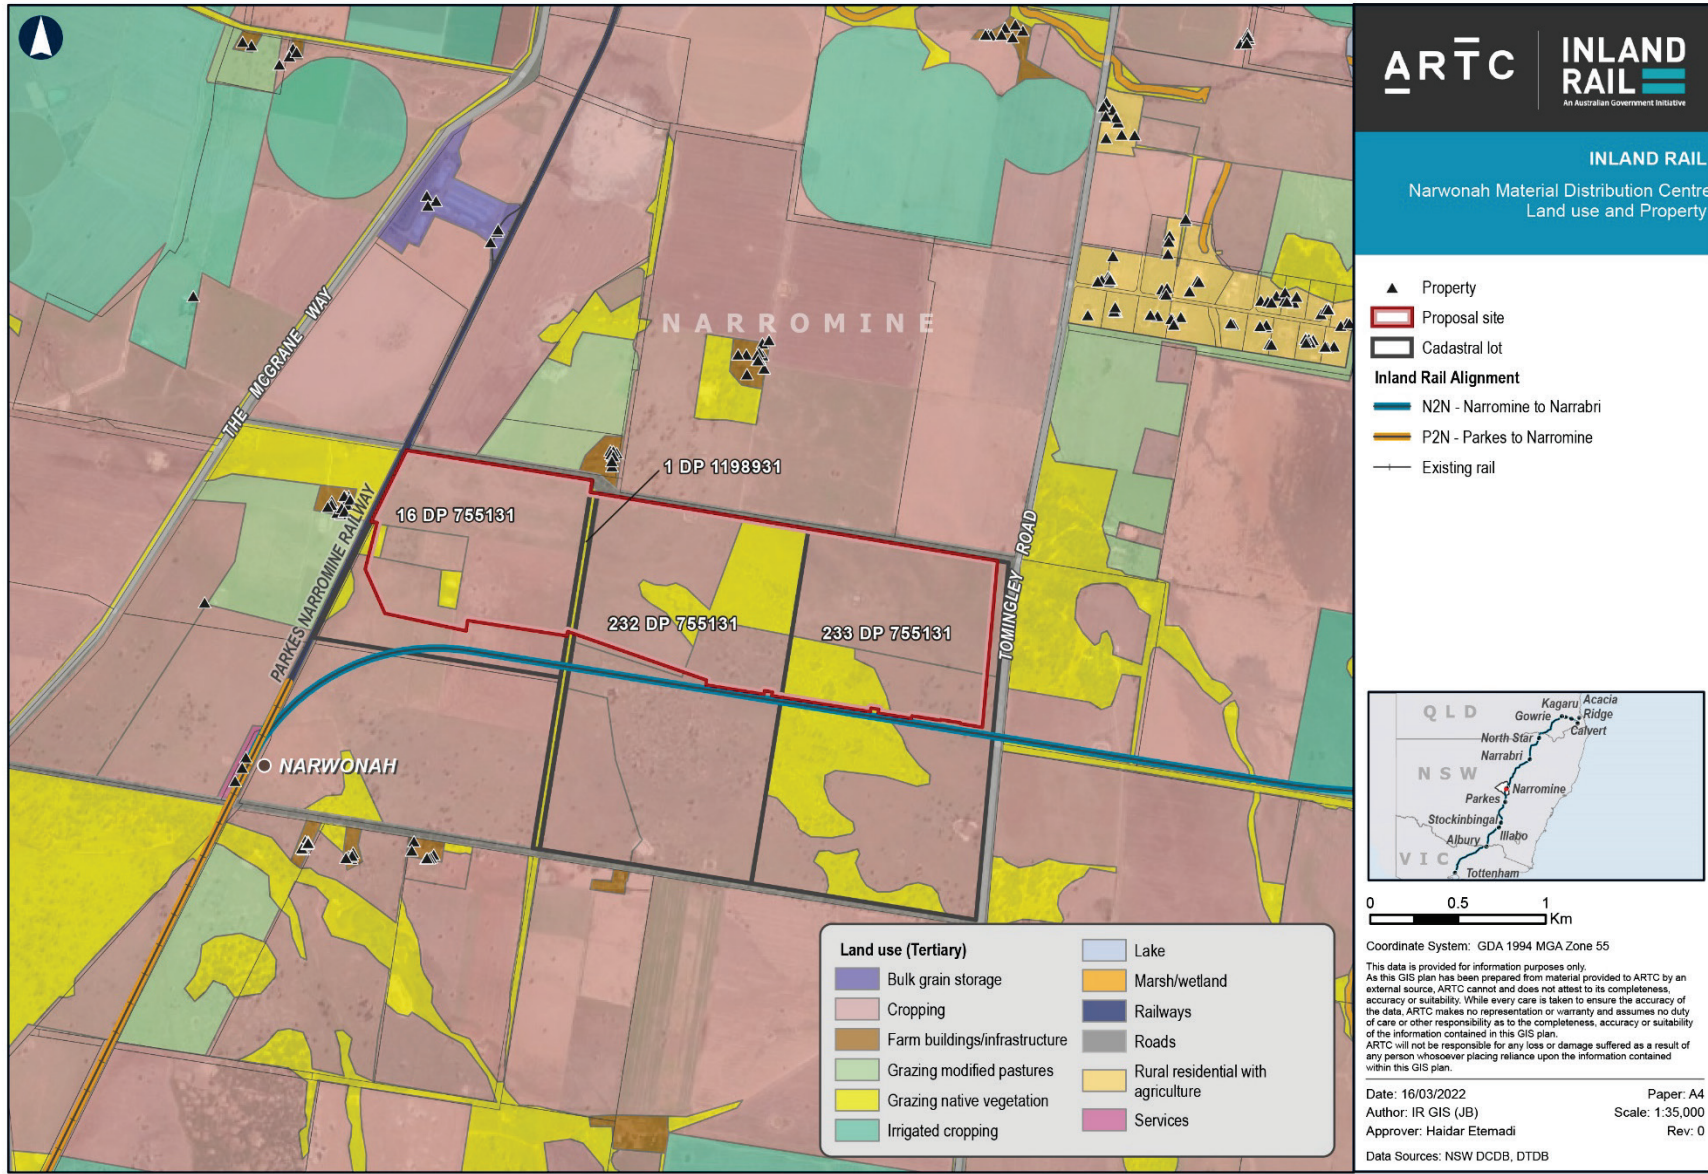 THE MCGRANE WAY
NARROMINE
1 DP 1198931
16 DP 755131
PARKES NARROMINE RAILWAY
232 DP 755131
233 DP 755131
TOMINGLEY ROAD
NARWONAH
Land use (Tertiary)
Bulk grain storage
Cropping
Farm buildings/infrastructure
Grazing modified pastures
Grazing native vegetation
Irrigated cropping
Lake
Marsh/wetland
Railways
Roads
Rural residential with
agriculture
Services
ARTC
INLAND
RAIL
An Australian Government Initiative
INLAND RAIL
Narwonah Material Distribution Centre
Land use and Property
Property
Proposal site
Cadastral lot
Inland Rail Alignment
N2N - Narromine to Narrabri
P2N - Parkes to Narromine
Existing rail
QLD
Kagaru
Acacia
Ridge
Gowrie
Calvert
North Star
Narrabri
NSW
Narromine
Parkes
Stockinbingal
Illabo
Albury
VIC
Tottenham
0 0.5 1
Km
Coordinate System: GDA 1994 MGA Zone 55
This data is provided for information purposes only.
As this GIS plan has been prepared from material provided to ARTC by an
external source, ARTC cannot and does not attest to its completeness,
accuracy or suitability. While every care is taken to ensure the accuracy of
the data, ARTC makes no representation or warranty and assumes no duty
of care or other responsibility as to the completeness, accuracy or suitability
of the information contained in this GIS plan.
ARTC will not be responsible for any loss or damage suffered as a result of
any person whosoever placing reliance upon the information contained
within this GIS plan.
Date: 16/03/2022 Paper: A4
Author: IR GIS (JB) Scale: 1:35,000
Approver: Haidar Etemadi Rev: 0
Data Sources: NSW DCDB, DTDB